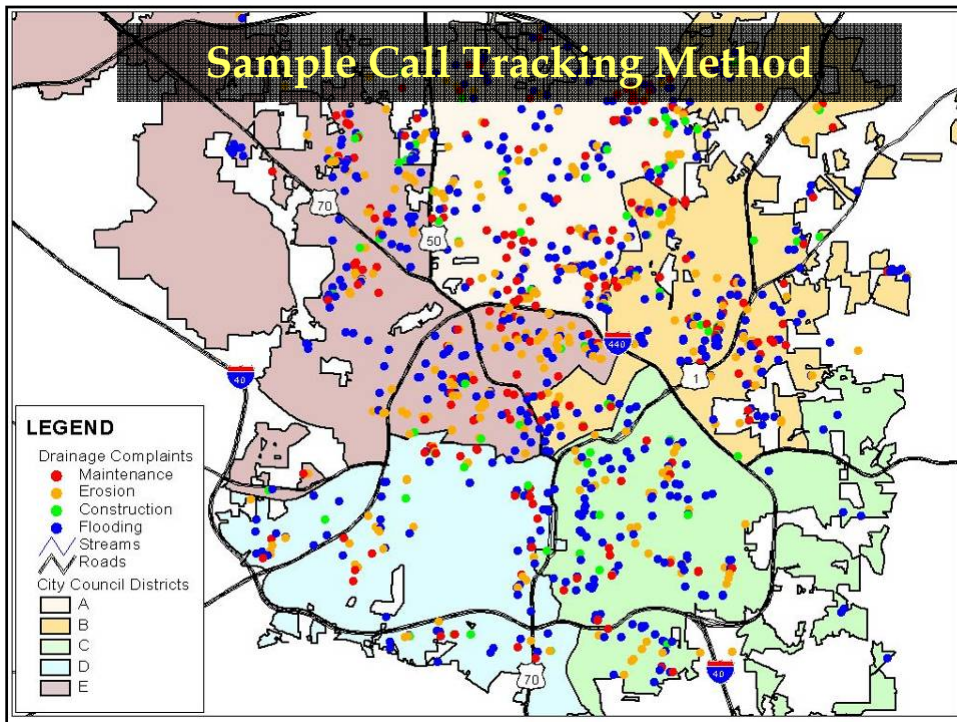 Sample Call Tracking Method
70
50
440
40
1
LEGEND
Drainage Complaints
Maintenance
Erosion
Construction
Flooding
Streams
Roads
City Council Districts
A
B
C
D
E
70
40